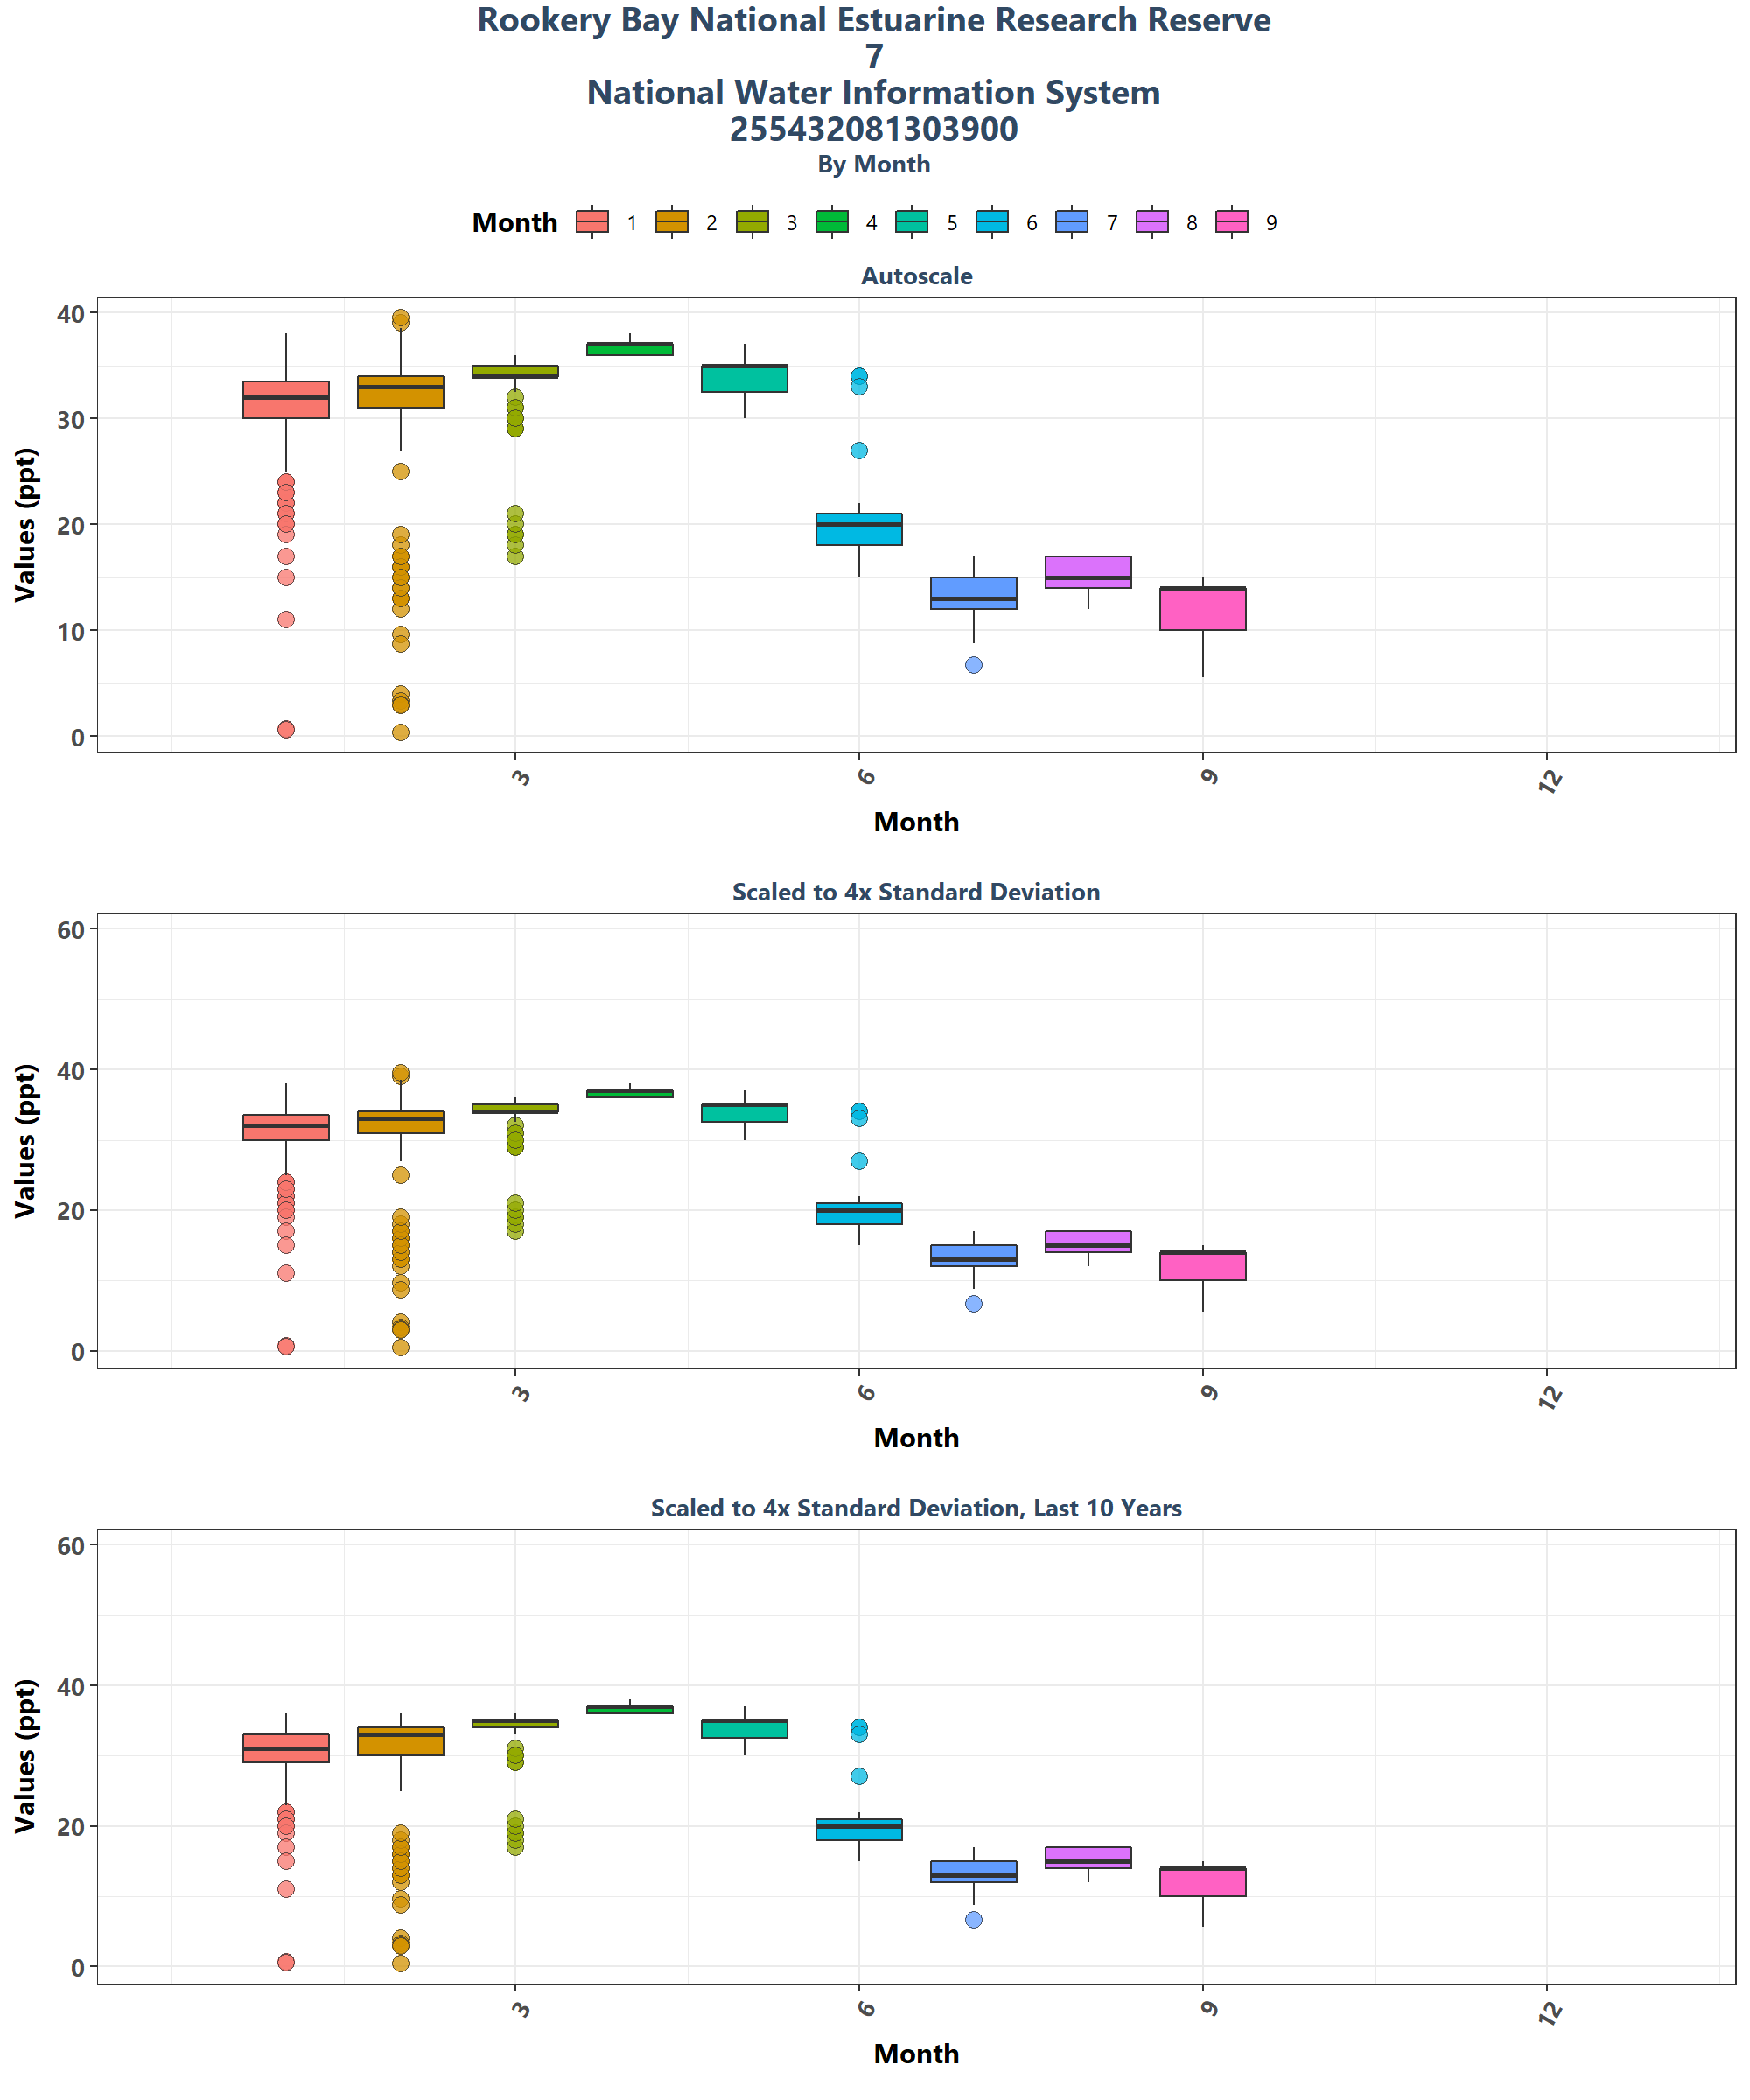 Rookery Bay National Estuarine Research Reserve
7
National Water Information System
255432081303900
By Month
Month 1 2 3 4 5 6 7 8 9
Autoscale
Values (ppt)
40
30
20
10
0
3 6 9 12
Month
Scaled to 4x Standard Deviation
Values (ppt)
60
40
20
0
3 6 9 12
Month
Scaled to 4x Standard Deviation, Last 10 Years
Values (ppt)
60
40
20
0
3 6 9 12
Month